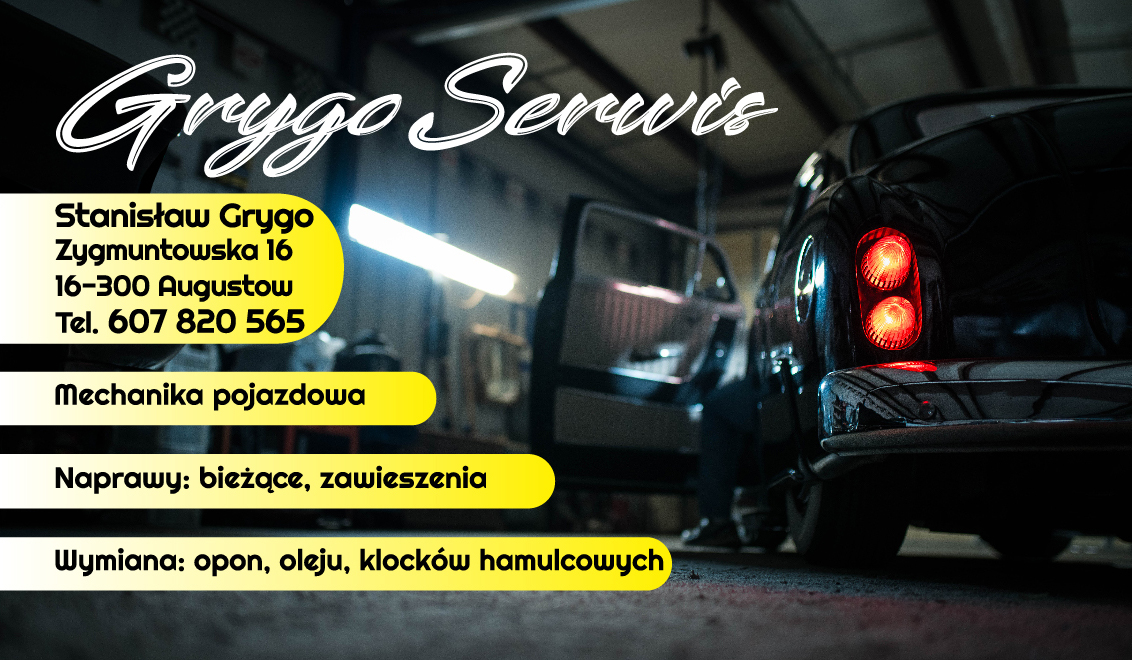 Grygo Serwis
Stanisław Grygo
Zygmuntowska 16
16-300 Augustow
Tel. 607 820 565
Mechanika pojazdowa
Naprawy: bieżące, zawieszenia
Wymiana: opon, oleju, klocków hamulcowych